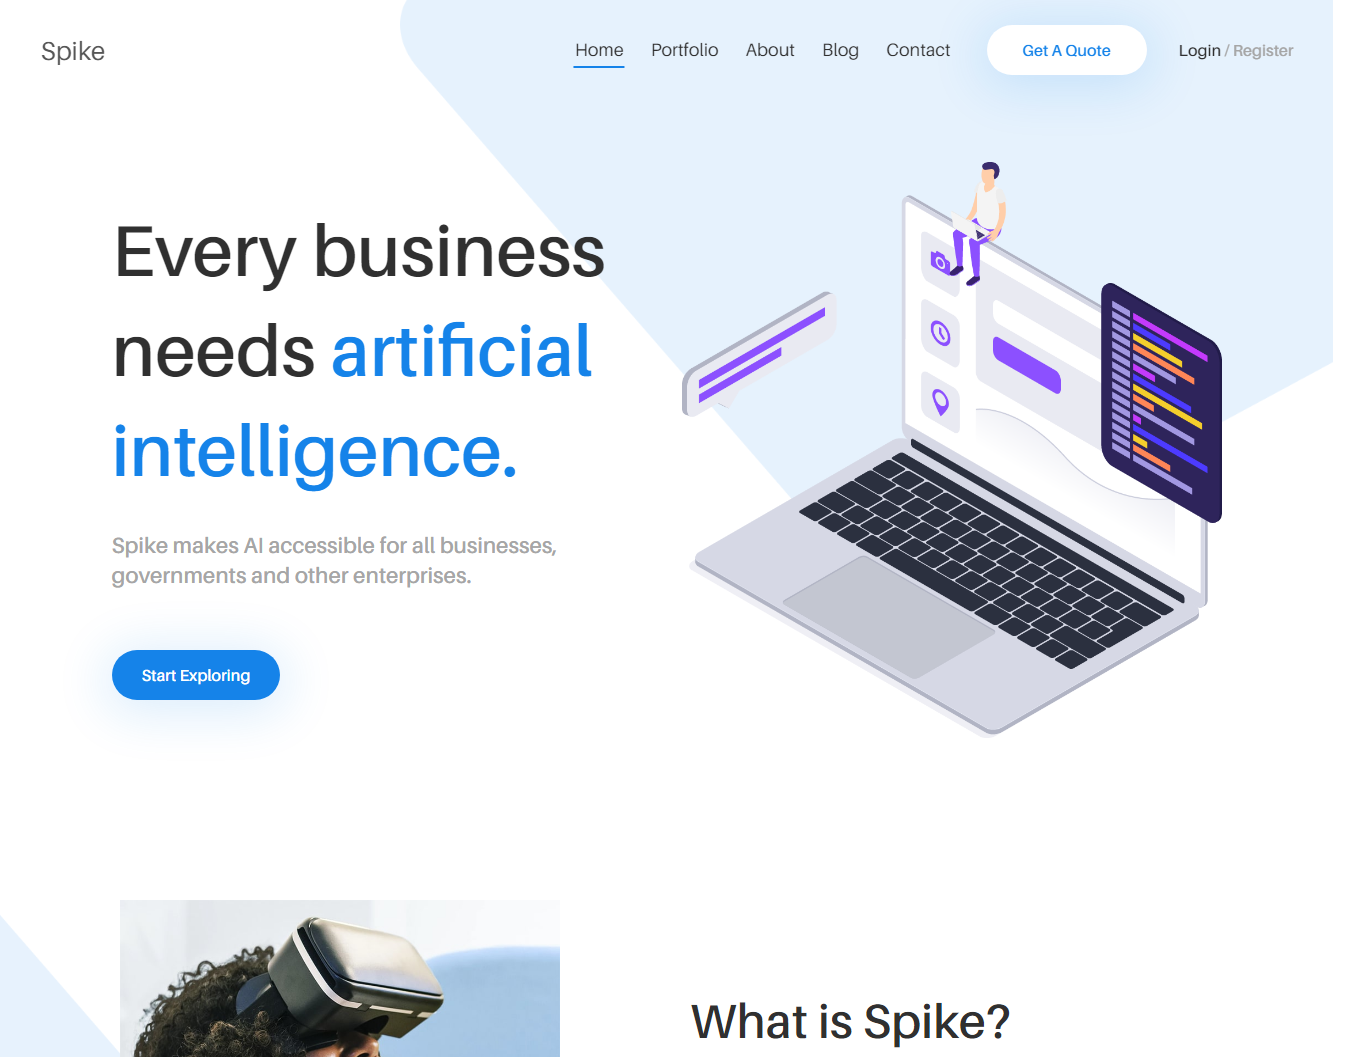 Spike
Home Portfolio About Blog Contact Get A Quote Login / Register
Every business
needs artificial
intelligence.
Spike makes AI accessible for all businesses,
governments and other enterprises.
Start Exploring
What is Spike?